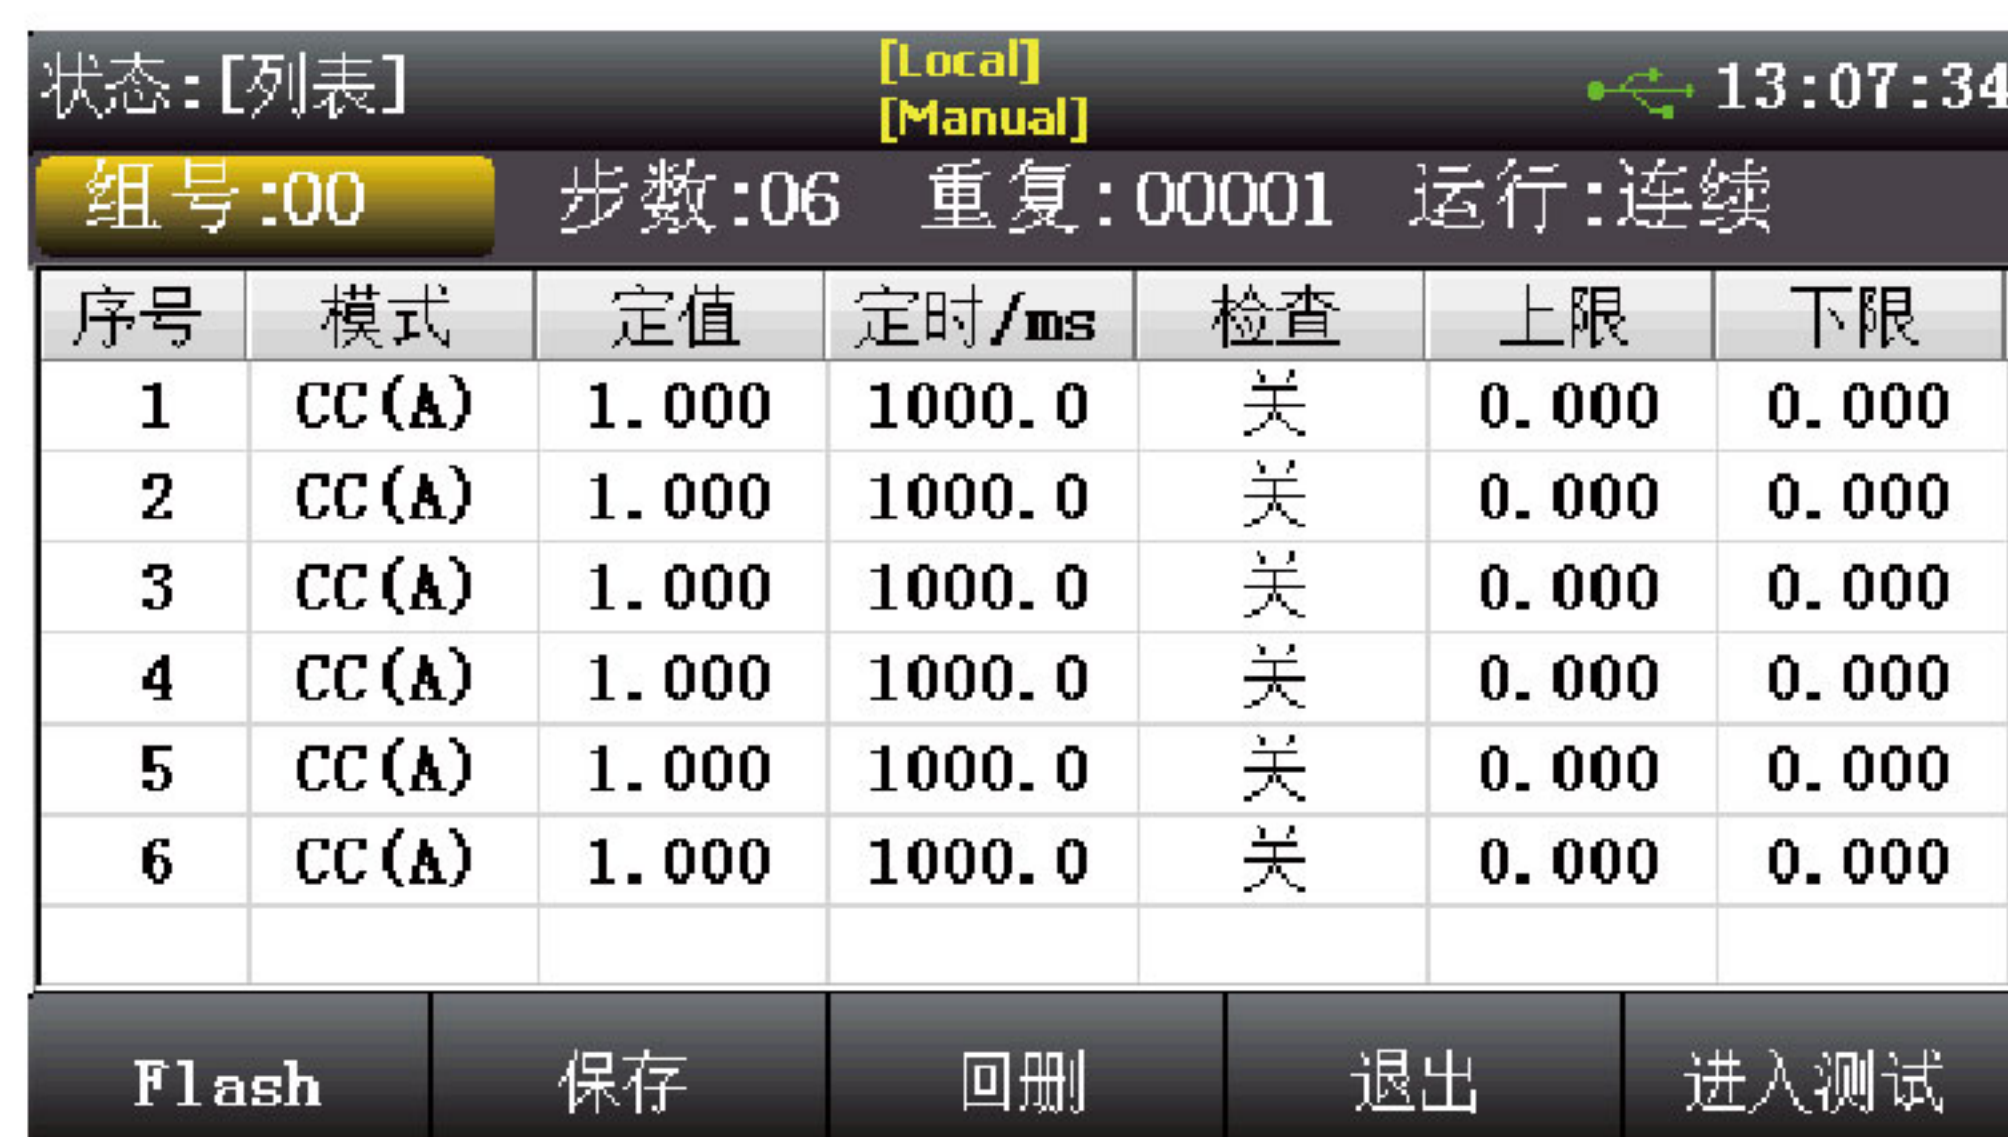 状态:[列表] [Local] 13:07:34
[Manual]
组号:00 步数:06 重复:00001 运行:连续
序号 模式 定值 定时/ms 检查 上限 下限
1 CC(A) 1.000 1000.0 关 0.000 0.000
2 CC(A) 1.000 1000.0 关 0.000 0.000
3 CC(A) 1.000 1000.0 关 0.000 0.000
4 CC(A) 1.000 1000.0 关 0.000 0.000
5 CC(A) 1.000 1000.0 关 0.000 0.000
6 CC(A) 1.000 1000.0 关 0.000 0.000
Flash 保存 回删 退出 进入测试